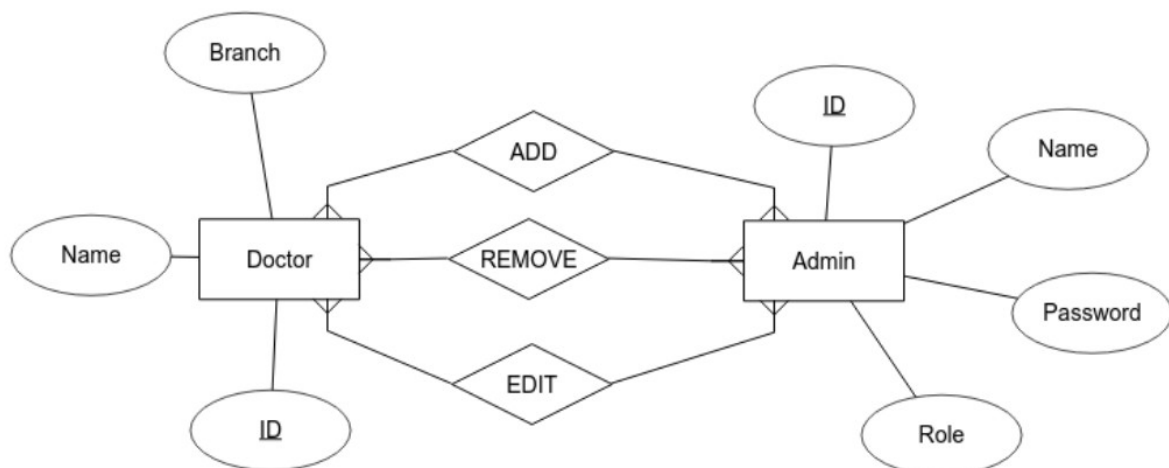 Branch
ID
ADD
Name
Name
Doctor
REMOVE
Admin
Password
EDIT
ID
Role